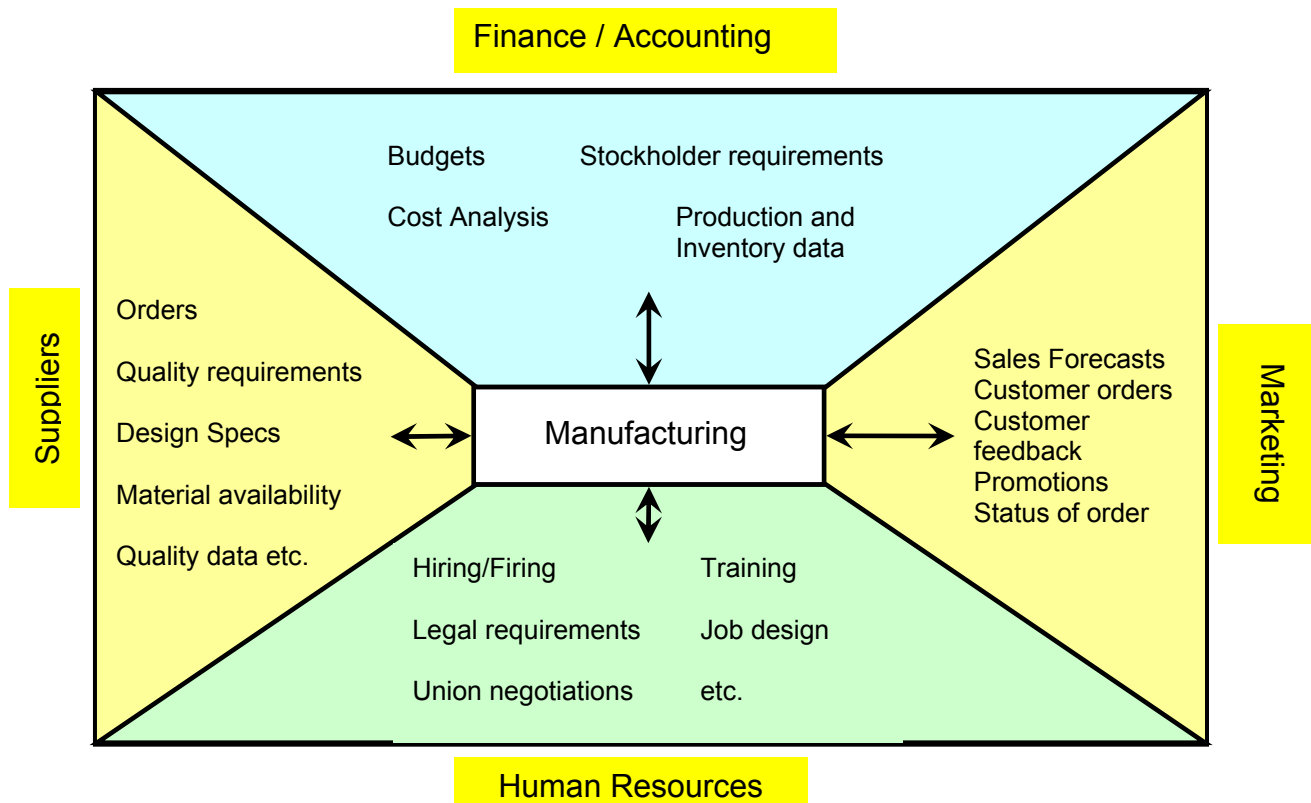 Finance / Accounting
Budgets
Stockholder requirements
Cost Analysis
Production and
Inventory data
Suppliers
Orders
Quality requirements
Design Specs
Material availability
Quality data etc.
Manufacturing
Sales Forecasts
Customer orders
Customer
feedback
Promotions
Status of order
Marketing
Hiring/Firing
Training
Legal requirements
Job design
Union negotiations
etc.
Human Resources